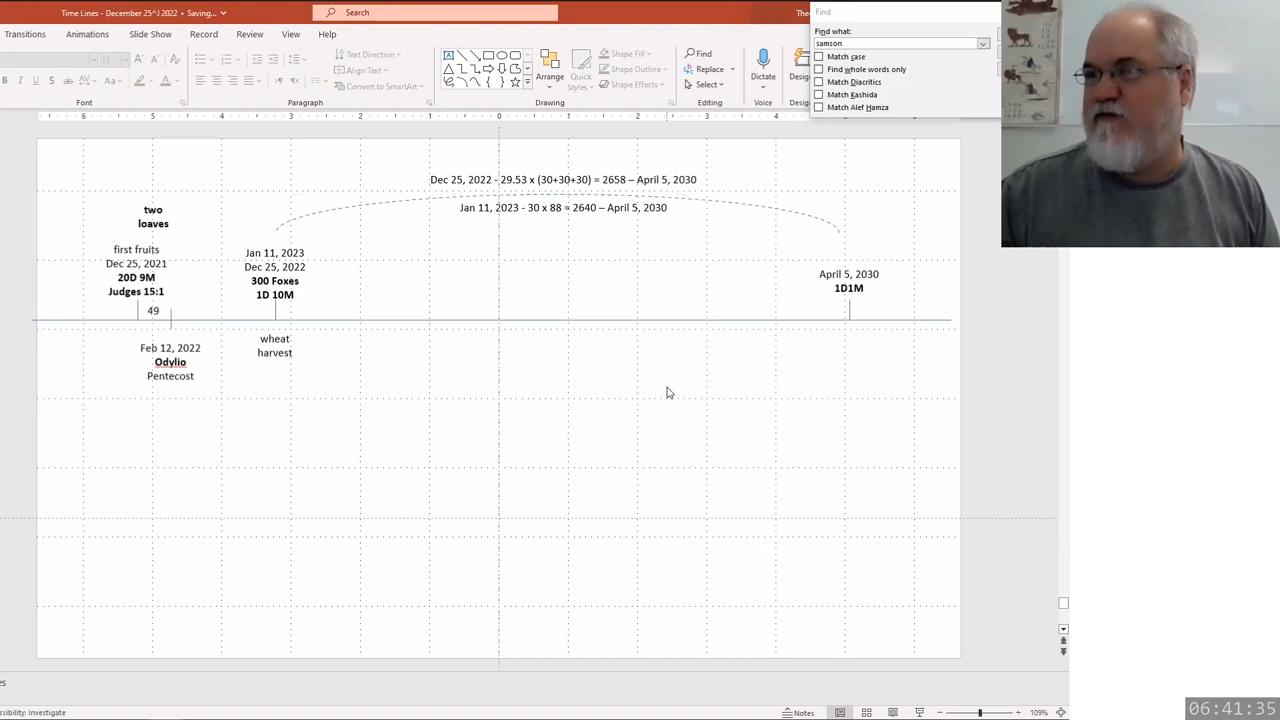 Time Lines - December 25^J 2022 • Saving...
Search
The
Transitions
Animations
Slide Show
Record
Review
View
Help
Text Direction
Align Text
Convert to SmartArt
Arrange
Quick
Styles
Shape Fill
Shape Outline
Shape Effects
Find
Replace
Select
Dictate
Font
Paragraph
Drawing
Editing
Voice
Find
Find what:
samson
Match case
Find whole words only
Match Diacritics
Match Kashida
Match Alef Hamza
Dec 25, 2022 - 29.53 x (30+30+30) = 2658 – April 5, 2030
Jan 11, 2023 - 30 x 88 = 2640 – April 5, 2030
two
loaves
first fruits
Dec 25, 2021
20D 9M
Judges 15:1
49
Feb 12, 2022
Odylio
Pentecost
Jan 11, 2023
Dec 25, 2022
300 Foxes
1D 10M
wheat
harvest
April 5, 2030
1D1M
Notes
109%
06:41:35